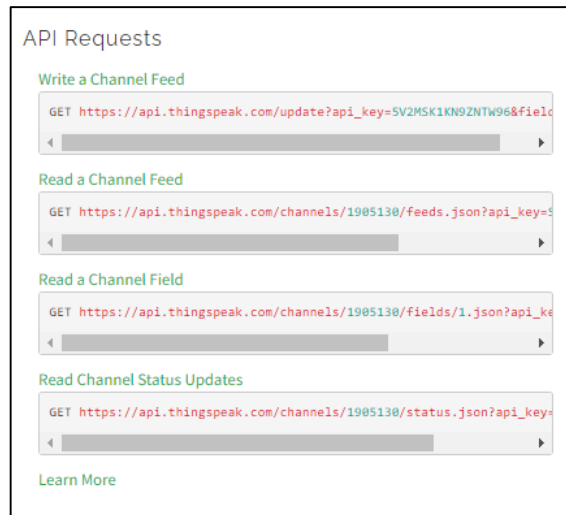 API Requests
Write a Channel Feed
GET https://api.thingspeak.com/update?api_key=5V2MSK1KN9ZNTW96&field
Read a Channel Feed
GET https://api.thingspeak.com/channels/1905130/feeds.json?api_key=S
Read a Channel Field
GET https://api.thingspeak.com/channels/1905130/fields/1.json?api_ke
Read Channel Status Updates
GET https://api.thingspeak.com/channels/1905130/status.json?api_key=
Learn More